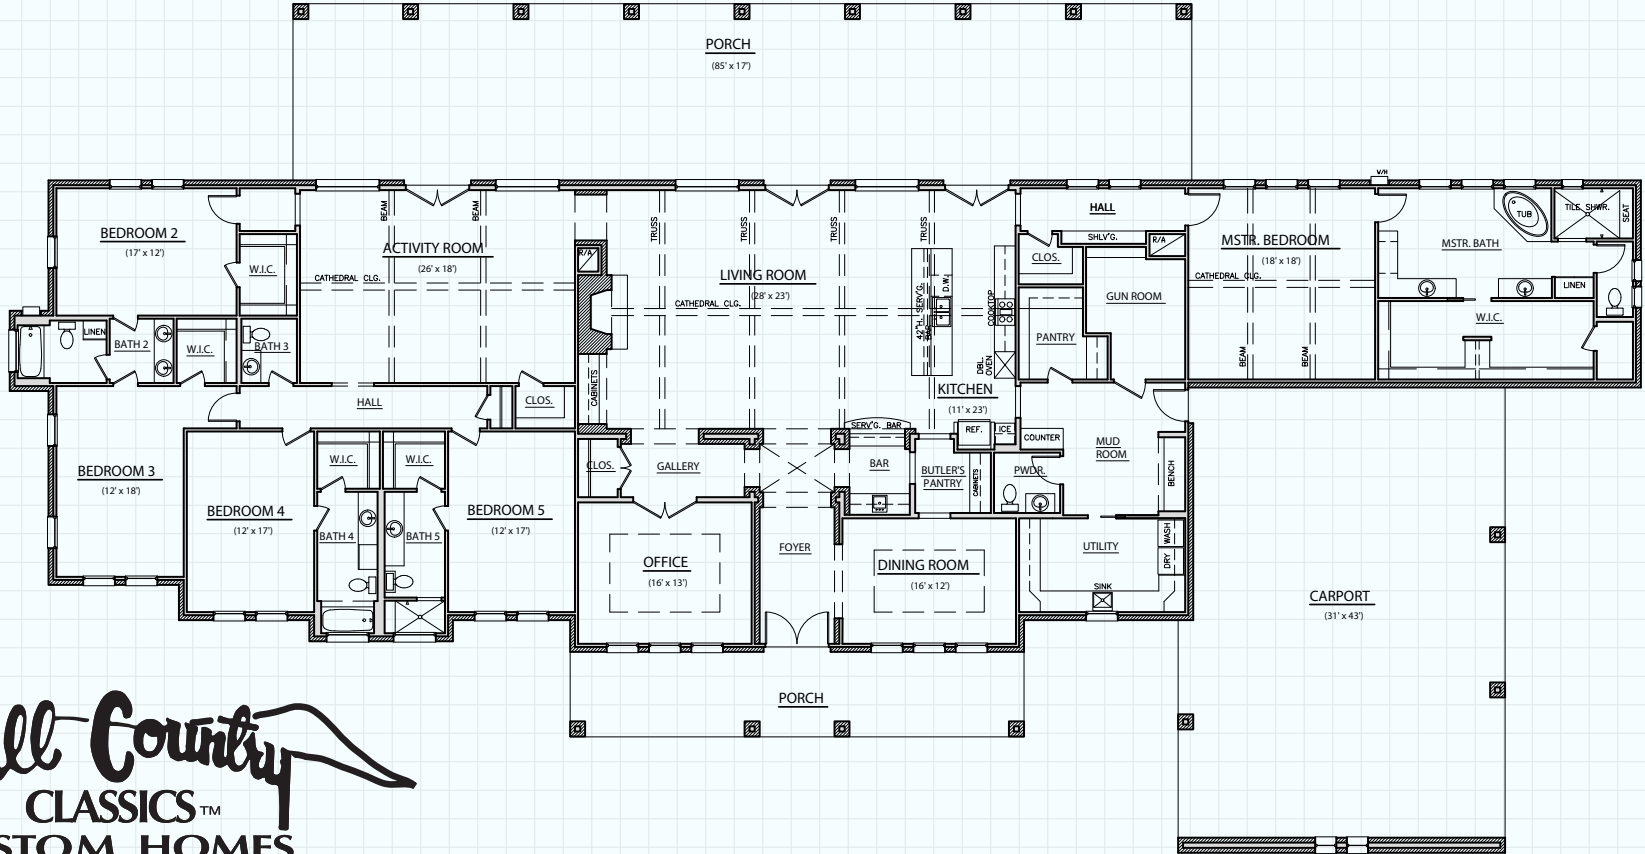 PORCH
(85' x 17')
BEDROOM 2
(17' x 12')
W.I.C.
BEAM
BEAM
ACTIVITY ROOM
(26' x 18')
CATHEDRAL CLG.
R/A
TRUSS
TRUSS
TRUSS
TRUSS
LIVING ROOM
(28' x 23')
CATHEDRAL CLG.
42"H. SERV'G. BAR
D.W.
COOKTOP
DBL. OVEN
KITCHEN
(11' x 23')
HALL
SHLV'G.
R/A
CLOS.
GUN ROOM
PANTRY
MSTR. BEDROOM
(18' x 18')
CATHEDRAL CLG.
BEAM
BEAM
V/H
MSTR. BATH
TUB
TILE SHWR.
SEAT
LINEN
W.I.C.
LINEN
BATH 2
W.I.C.
BATH 3
HALL
CLOS.
CABINETS
SERV'G. BAR
REF.
ICE
COUNTER
MUD
ROOM
BENCH
BEDROOM 3
(12' x 18')
BEDROOM 4
(12' x 17')
W.I.C.
W.I.C.
BATH 4
BATH 5
BEDROOM 5
(12' x 17')
CLOS.
GALLERY
BAR
BUTLER'S
PANTRY
CABINETS
PWDR.
OFFICE
(16' x 13')
FOYER
DINING ROOM
(16' x 12')
UTILITY
WASH
DRY
SINK
CARPORT
(31' x 43')
PORCH
ll Country
CLASSICS™
STOM HOMES